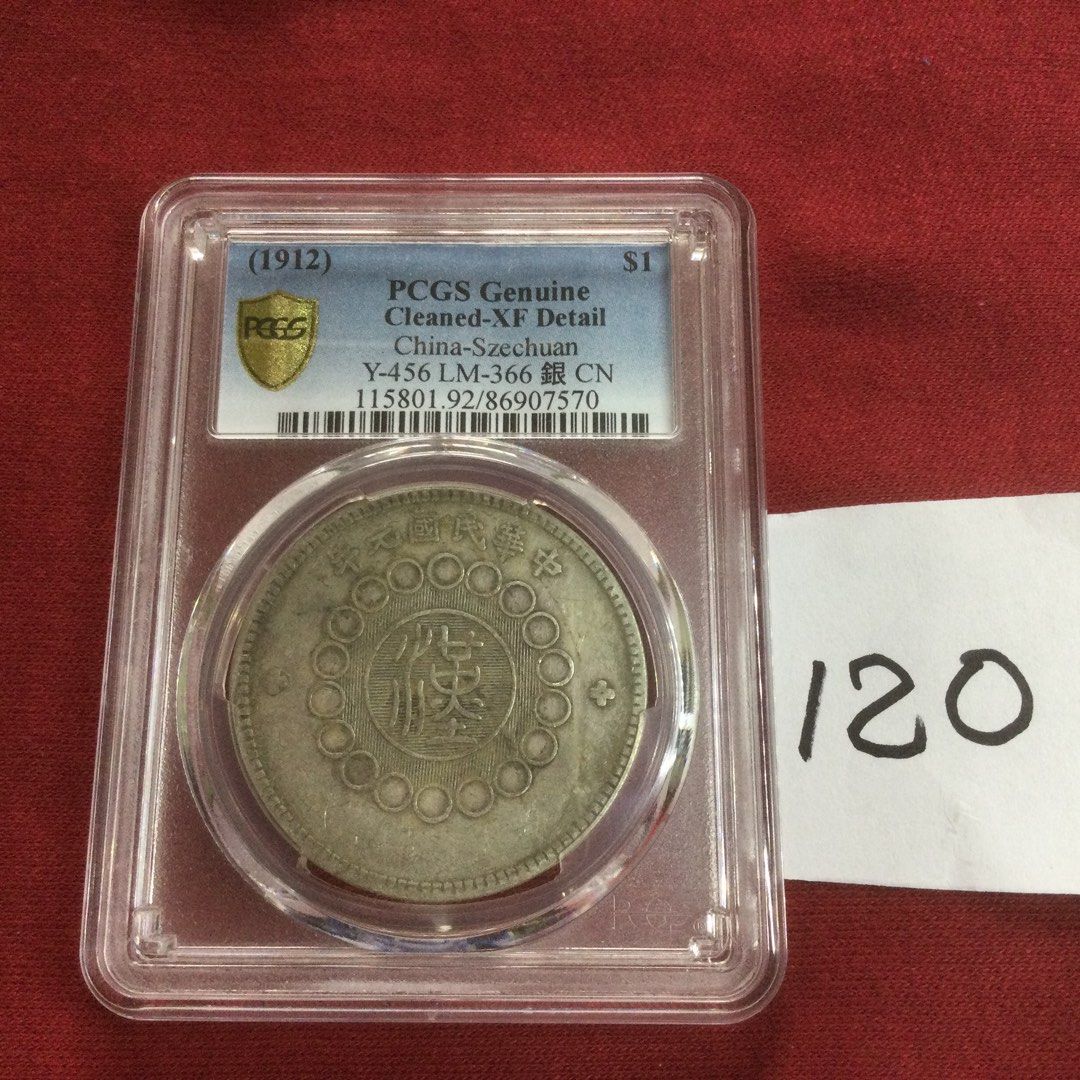 (1912) $1
PCGS Genuine
PCGS
Cleaned-XF Detail
China-Szechuan
Y-456 LM-366 銀 CN
115801.92/86907570
年元國民華中
漢
120